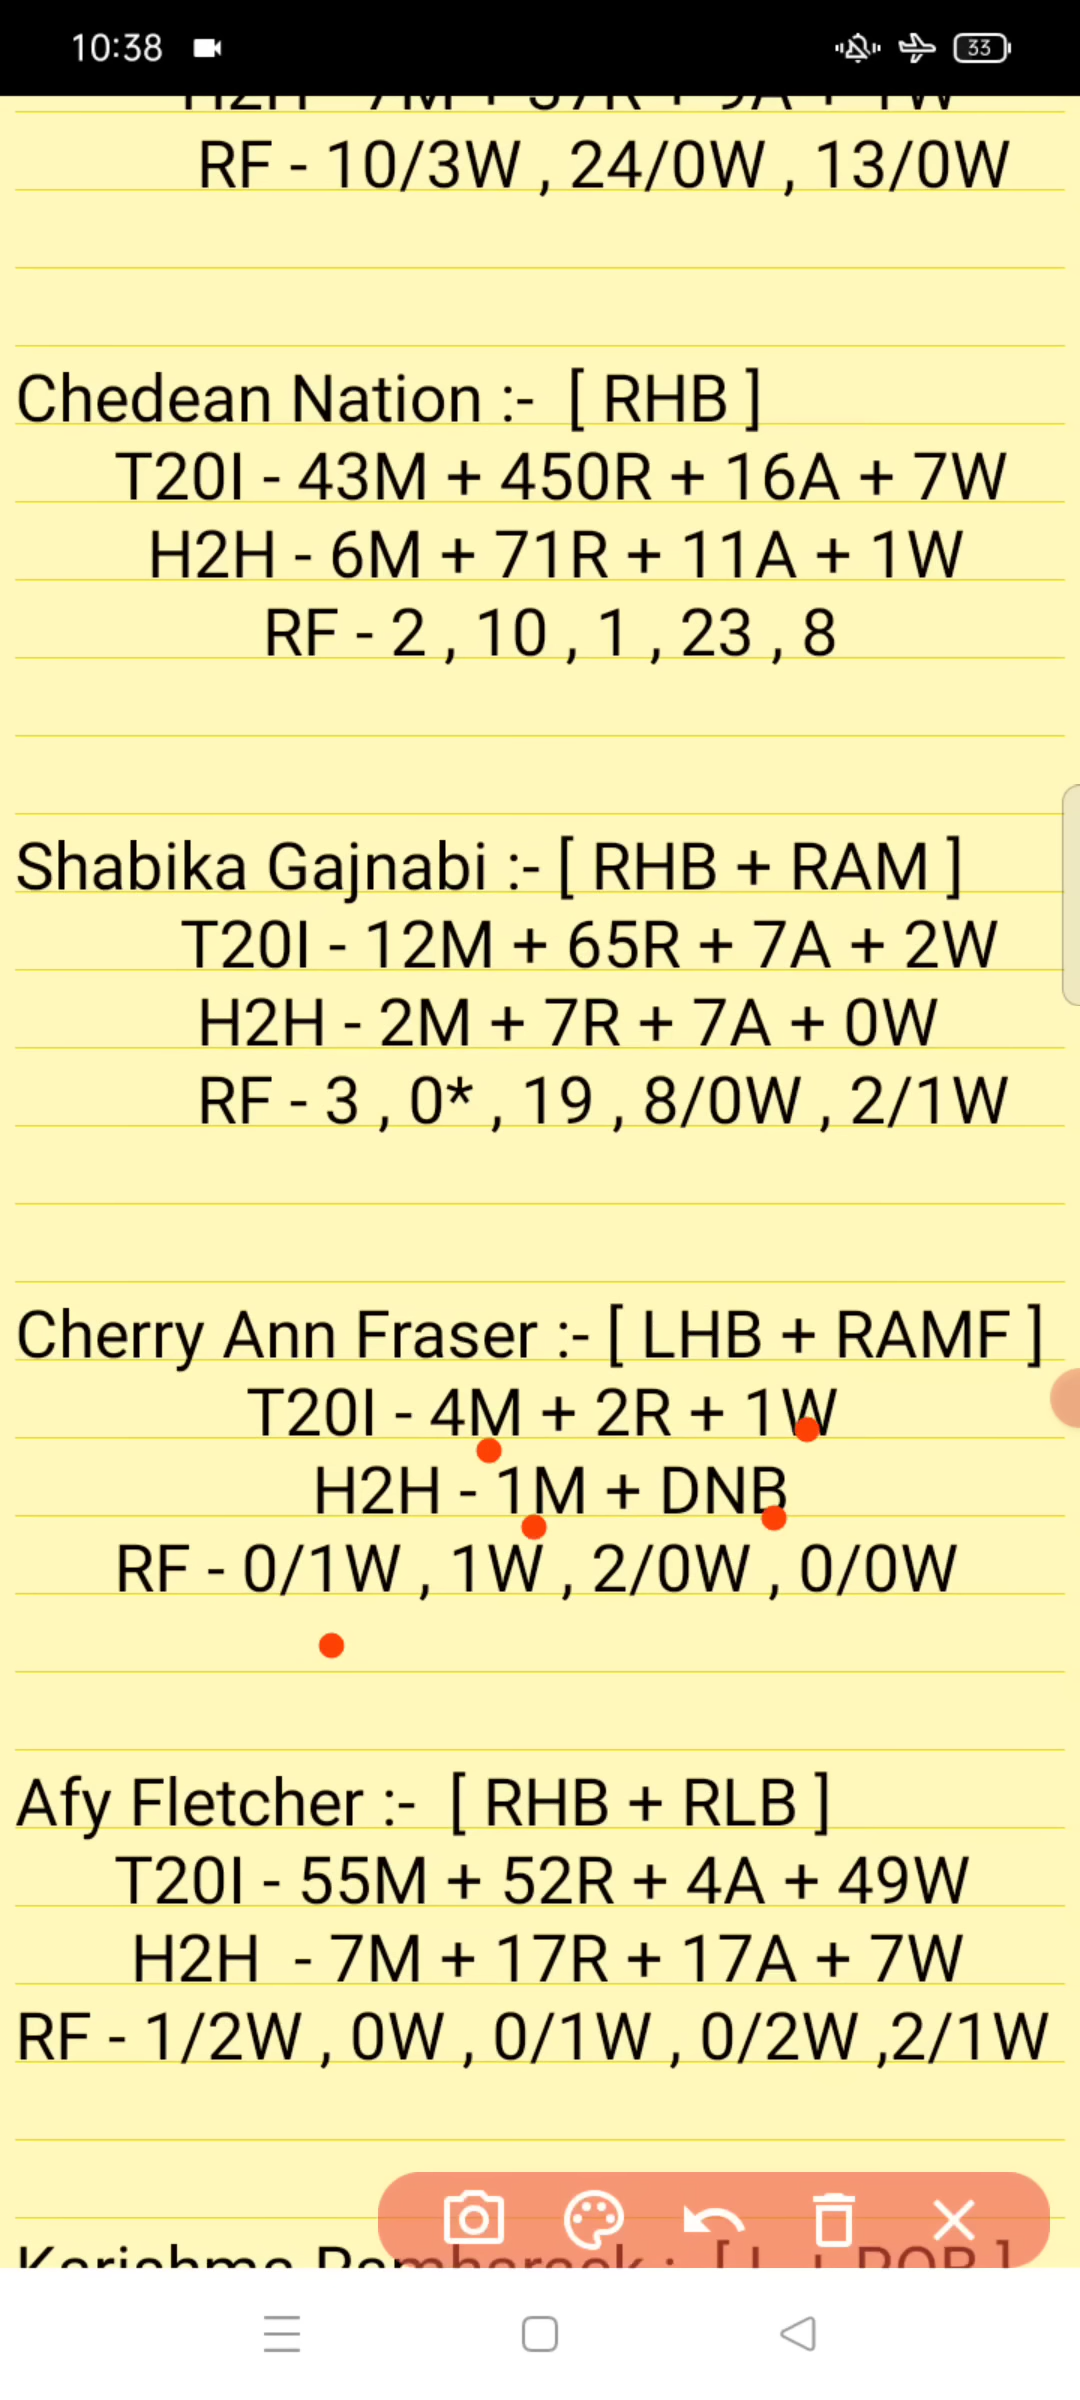 10:38
33
RF - 10/3W , 24/0W , 13/0W
Chedean Nation :- [ RHB ]
T20I - 43M + 450R + 16A + 7W
H2H - 6M + 71R + 11A + 1W
RF - 2 , 10 , 1 , 23 , 8
Shabika Gajnabi :- [ RHB + RAM ]
T20I - 12M + 65R + 7A + 2W
H2H - 2M + 7R + 7A + 0W
RF - 3 , 0* , 19 , 8/0W , 2/1W
Cherry Ann Fraser :- [ LHB + RAMF ]
T20I - 4M + 2R + 1W
H2H - 1M + DNB
RF - 0/1W , 1W , 2/0W , 0/0W
Afy Fletcher :- [ RHB + RLB ]
T20I - 55M + 52R + 4A + 49W
H2H - 7M + 17R + 17A + 7W
RF - 1/2W , 0W , 0/1W , 0/2W ,2/1W